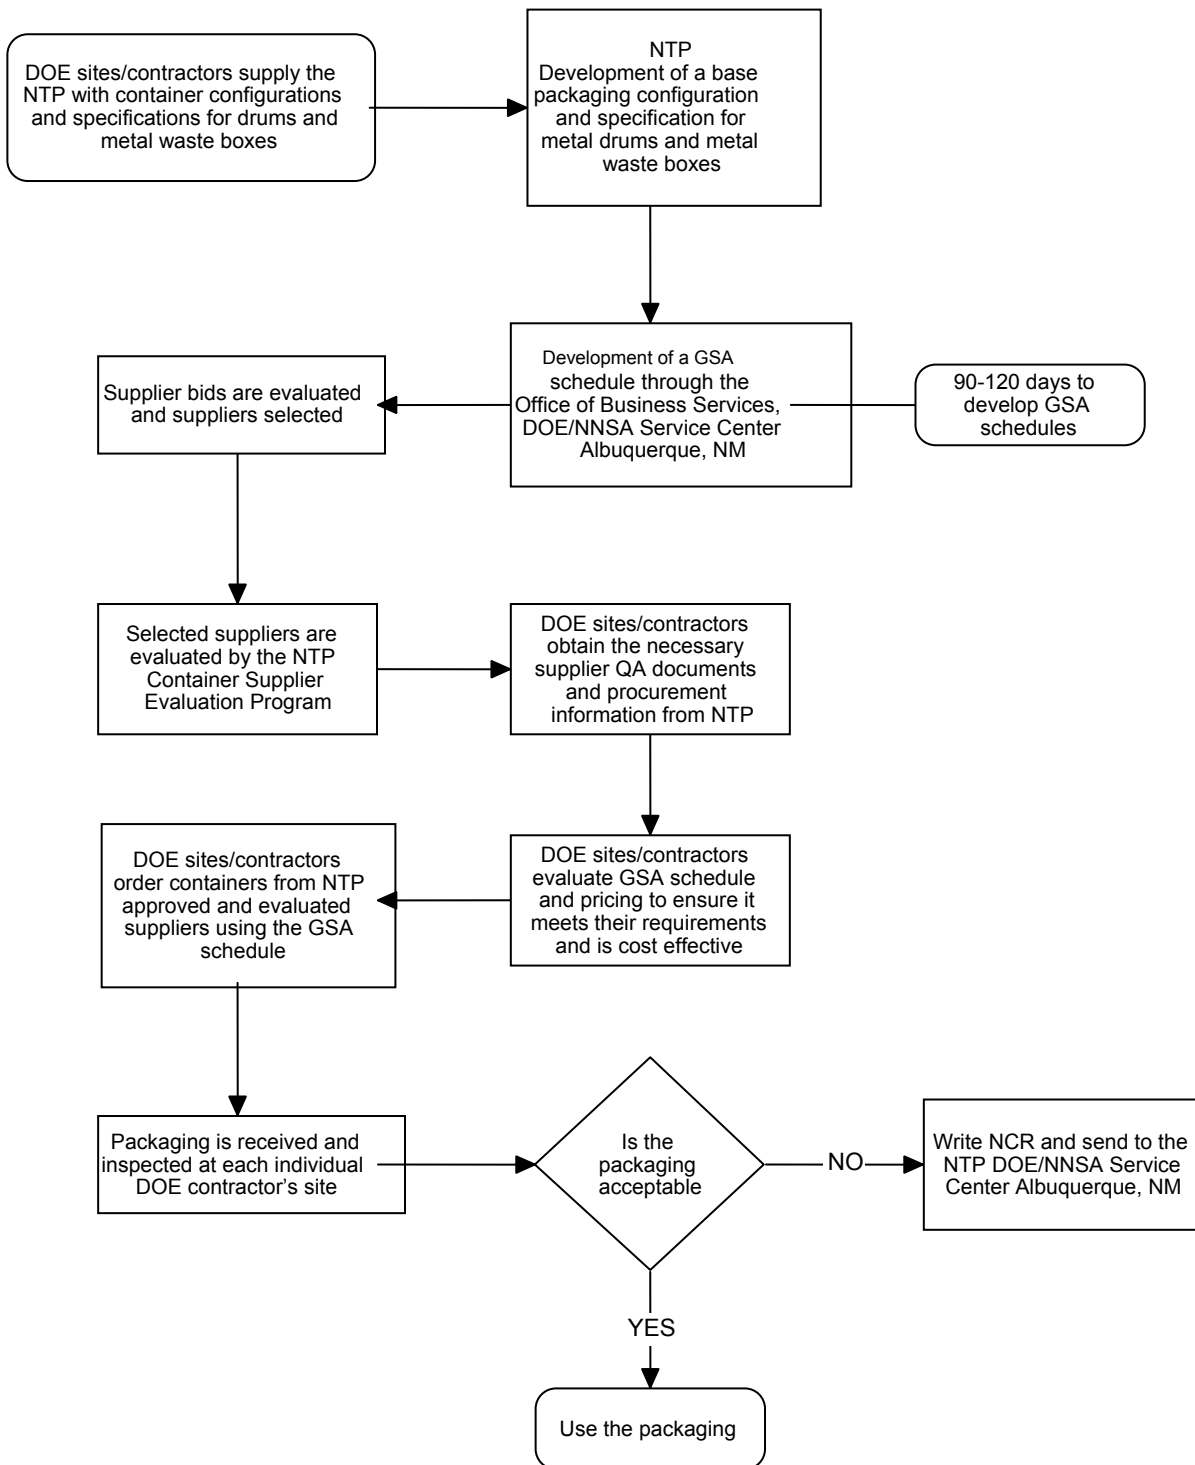 DOE sites/contractors supply the
NTP with container configurations
and specifications for drums and
metal waste boxes
NTP
Development of a base
packaging configuration
and specification for
metal drums and metal
waste boxes
Development of a GSA
schedule through the
Office of Business Services,
DOE/NNSA Service Center
Albuquerque, NM
90-120 days to
develop GSA
schedules
Supplier bids are evaluated
and suppliers selected
Selected suppliers are
evaluated by the NTP
Container Supplier
Evaluation Program
DOE sites/contractors
obtain the necessary
supplier QA documents
and procurement
information from NTP
DOE sites/contractors
evaluate GSA schedule
and pricing to ensure it
meets their requirements
and is cost effective
DOE sites/contractors
order containers from NTP
approved and evaluated
suppliers using the GSA
schedule
Packaging is received and
inspected at each individual
DOE contractor’s site
Is the
packaging
acceptable
NO
Write NCR and send to the
NTP DOE/NNSA Service
Center Albuquerque, NM
YES
Use the packaging